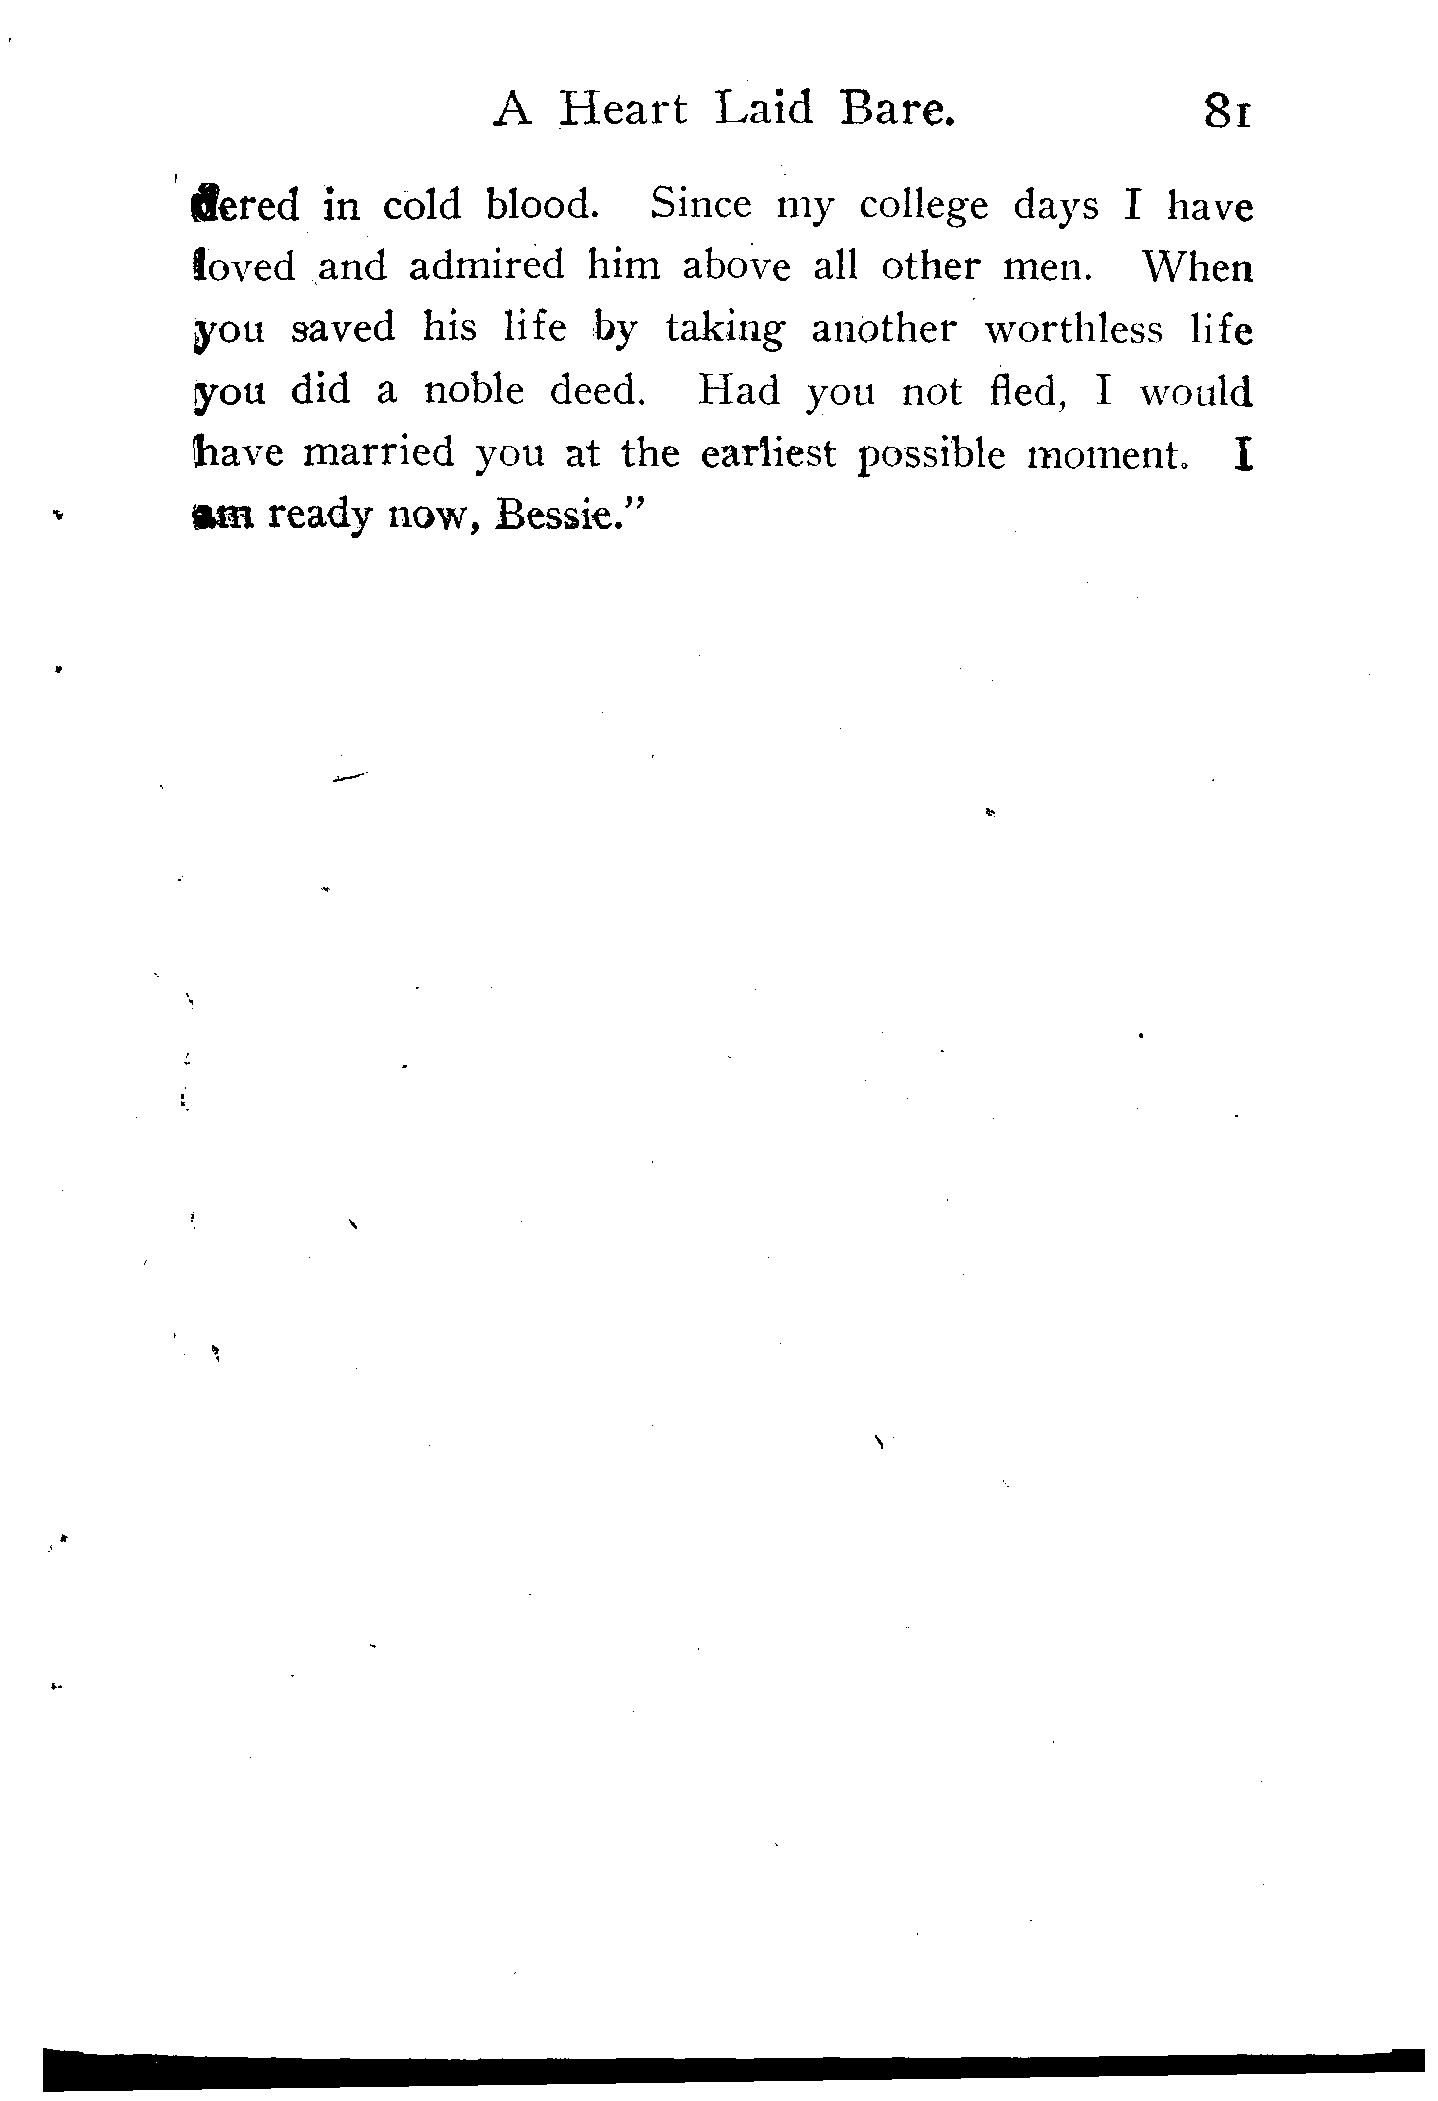 A Heart Laid Bare. 81
dered in cold blood. Since my college days I have
loved and admired him above all other men. When
you saved his life by taking another worthless life
you did a noble deed. Had you not fled, I would
have married you at the earliest possible moment. I
am ready now, Bessie.”